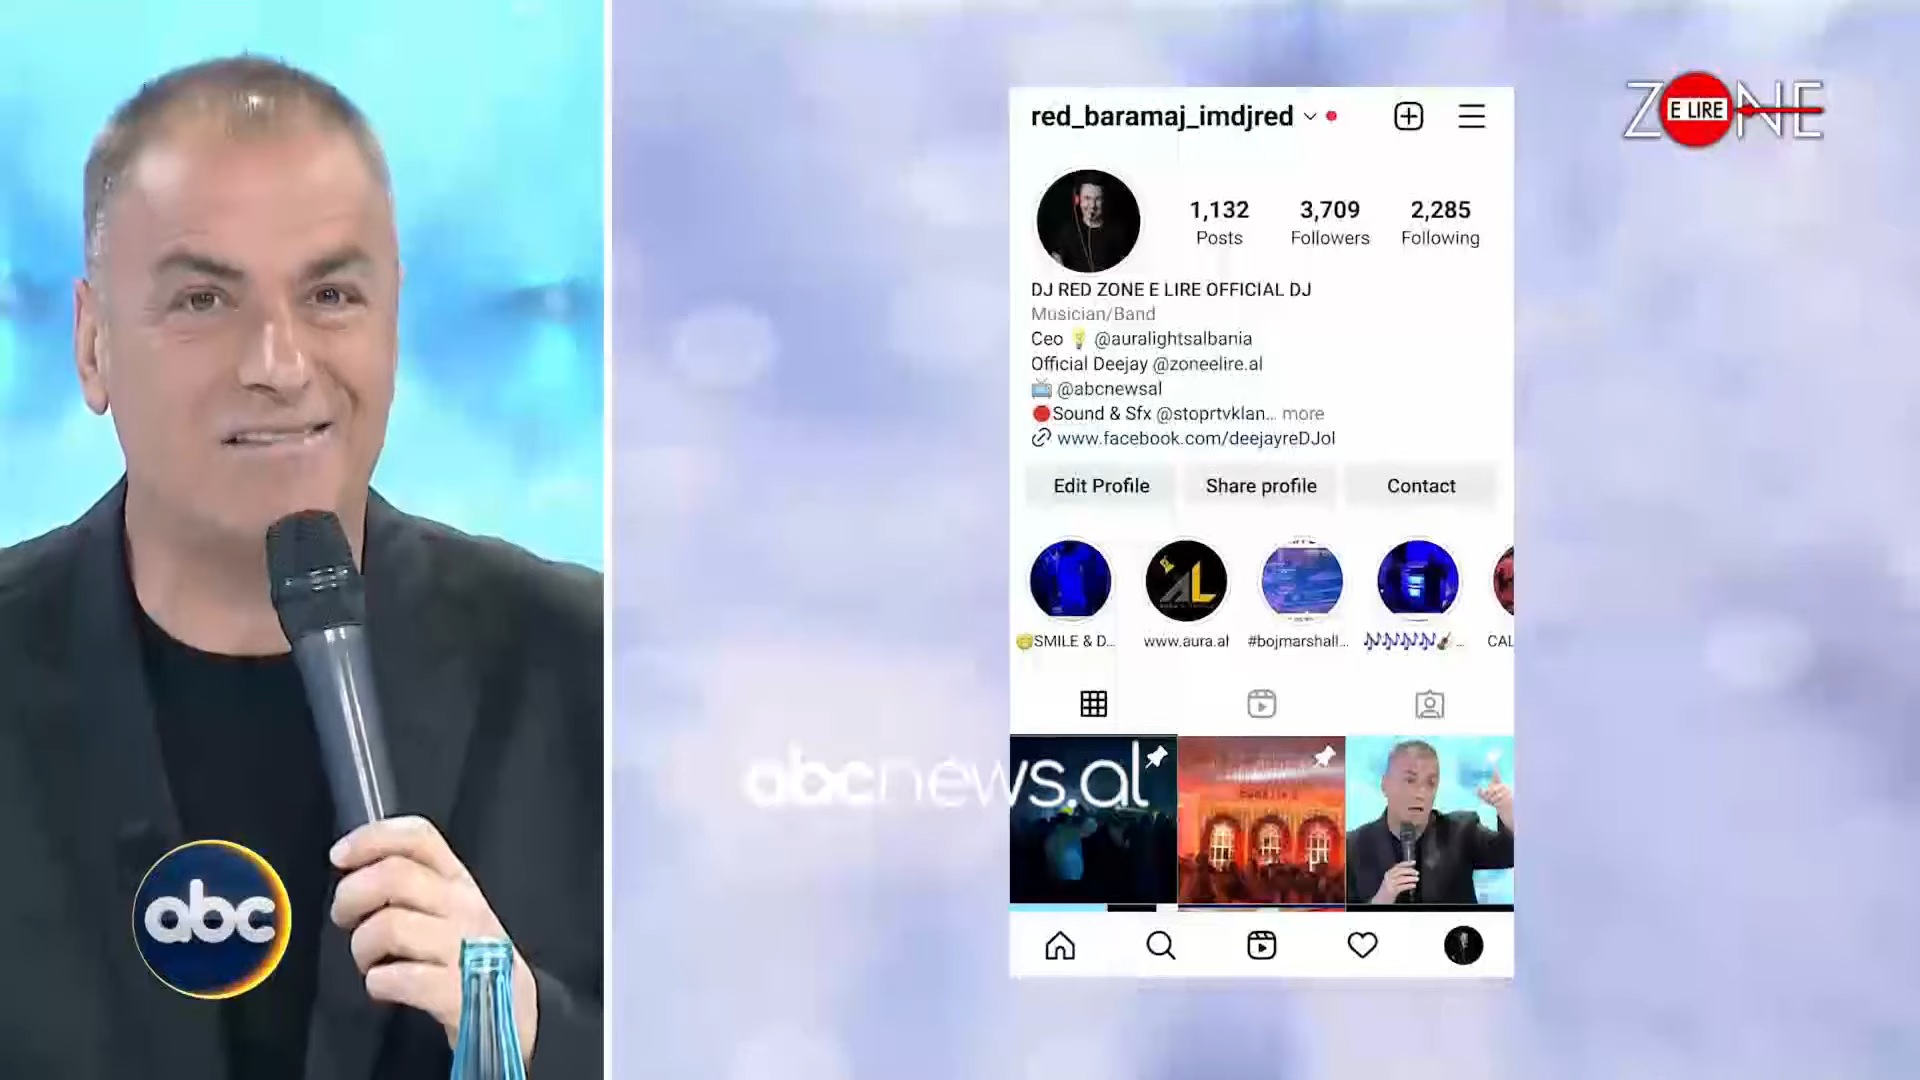 ZONE
E LIRE
red_baramaj_imdjred
1,132
Posts
3,709
Followers
2,285
Following
DJ RED ZONE E LIRE OFFICIAL DJ
Musician/Band
Ceo 💡 @auralightsalbania
Official Deejay @zoneelire.al
📺 @abcnewsal
🔴Sound & Sfx @stoprtvklan... more
www.facebook.com/deejayreDJol
Edit Profile
Share profile
Contact
AL
SMILE & D...
www.aura.al
#bojmarshall...
🎶🎶🎶🎶🎶🎸...
CAL
abcnews.al
abc